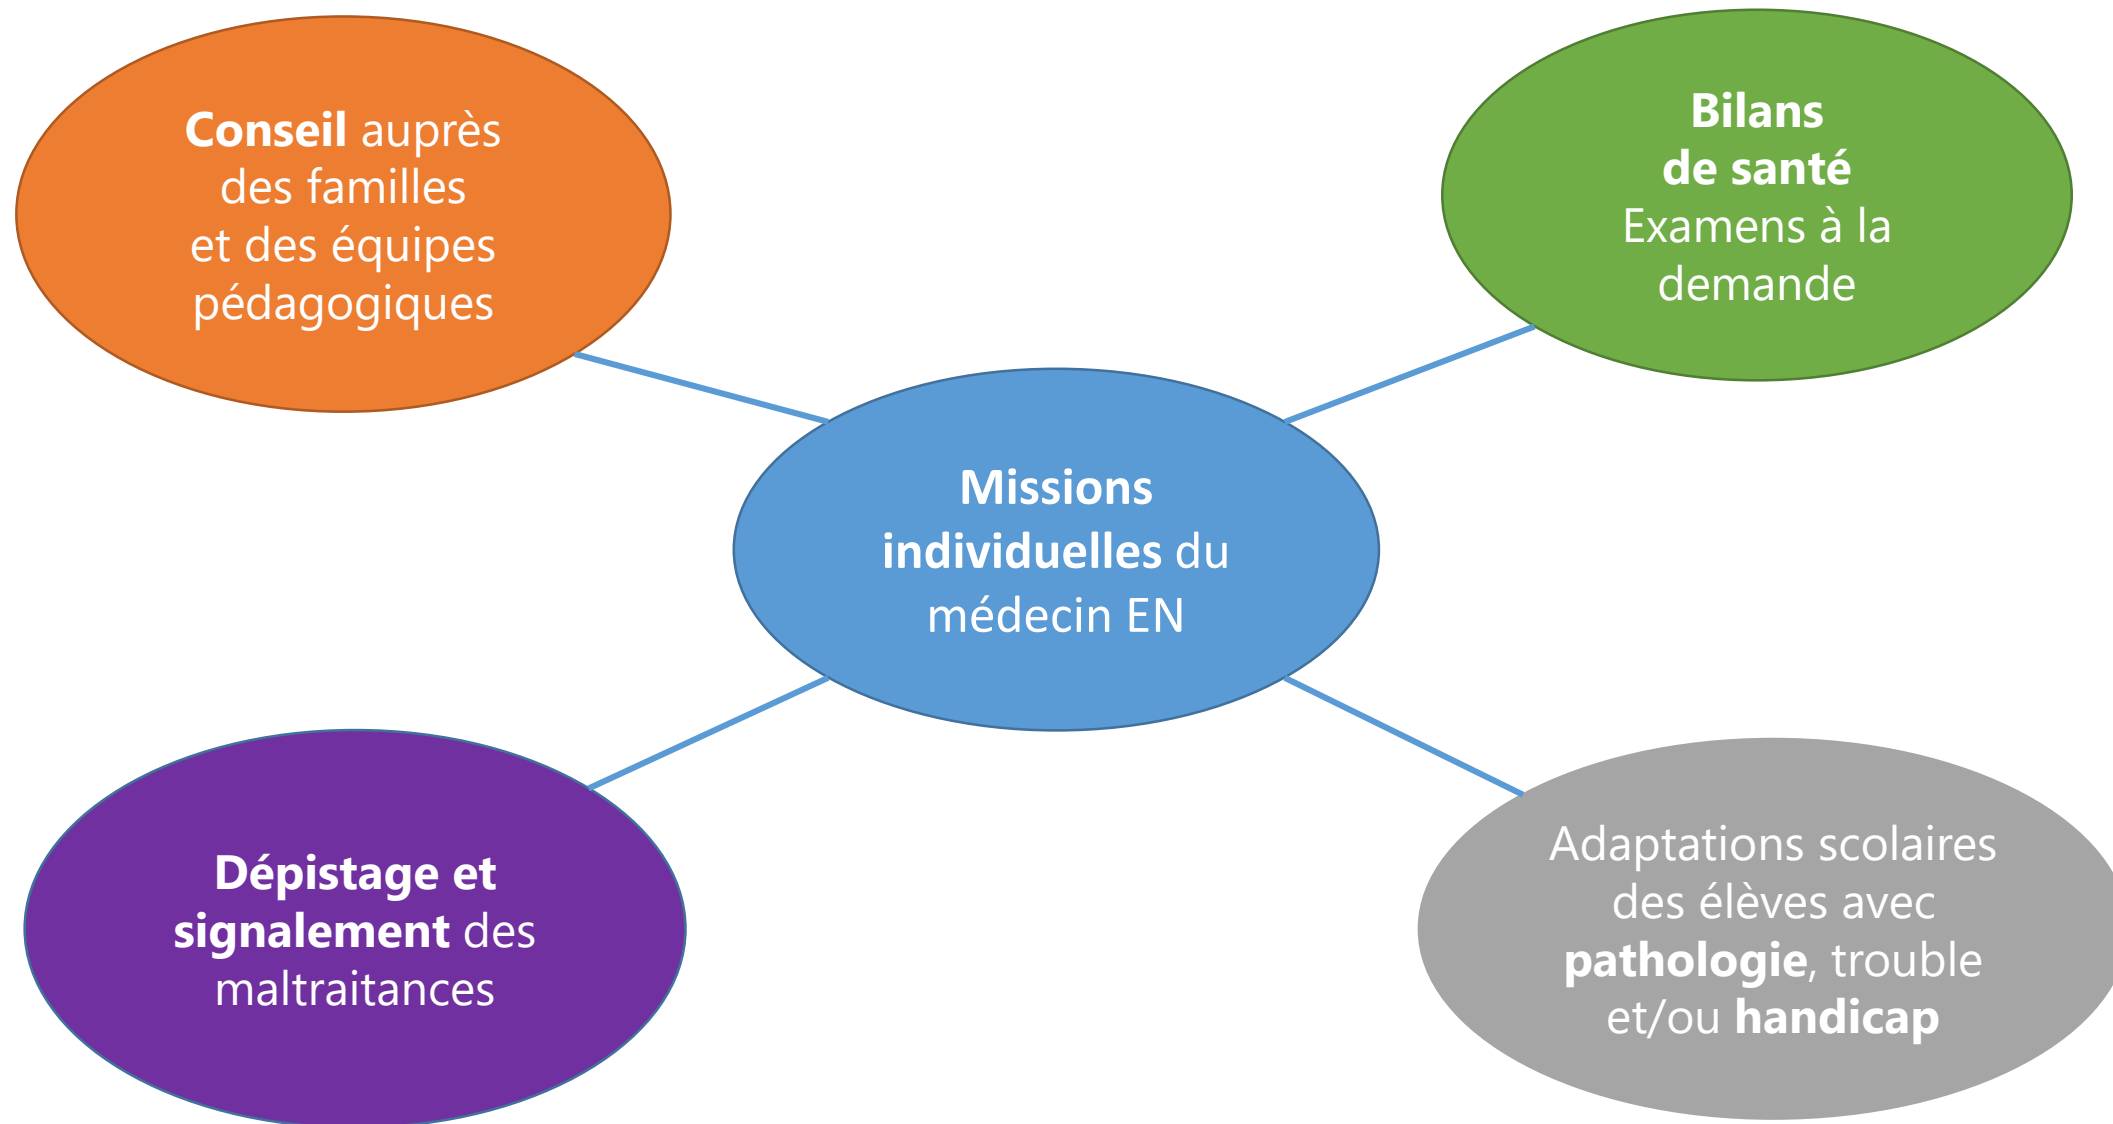 Conseil auprès
des familles
et des équipes
pédagogiques
Bilans
de santé
Examens à la
demande
Missions
individuelles du
médecin EN
Dépistage et
signalement des
maltraitances
Adaptations scolaires
des élèves avec
pathologie, trouble
et/ou handicap